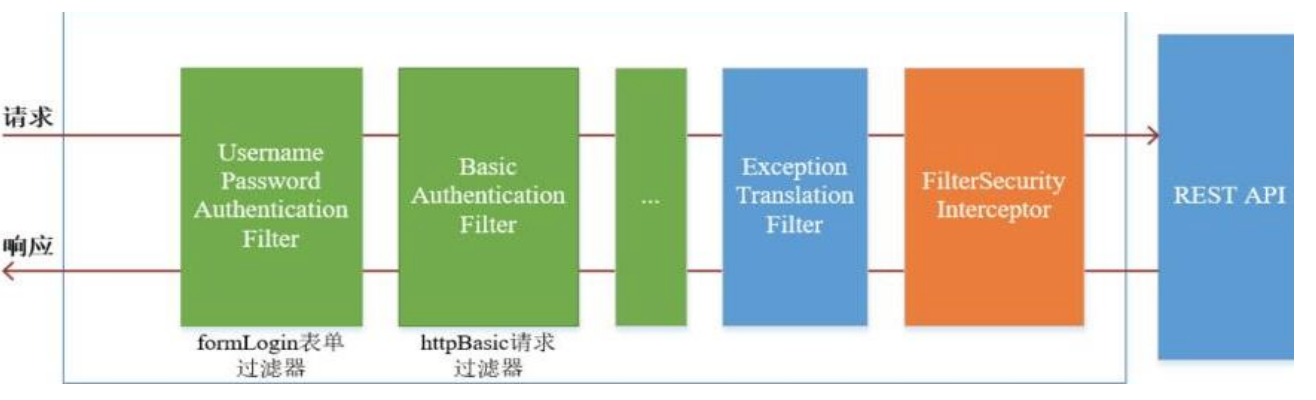 请求
响应
Username
Password
Authentication
Filter
formLogin表单
过滤器
Basic
Authentication
Filter
httpBasic请求
过滤器
...
Exception
Translation
Filter
FilterSecurity
Interceptor
REST API